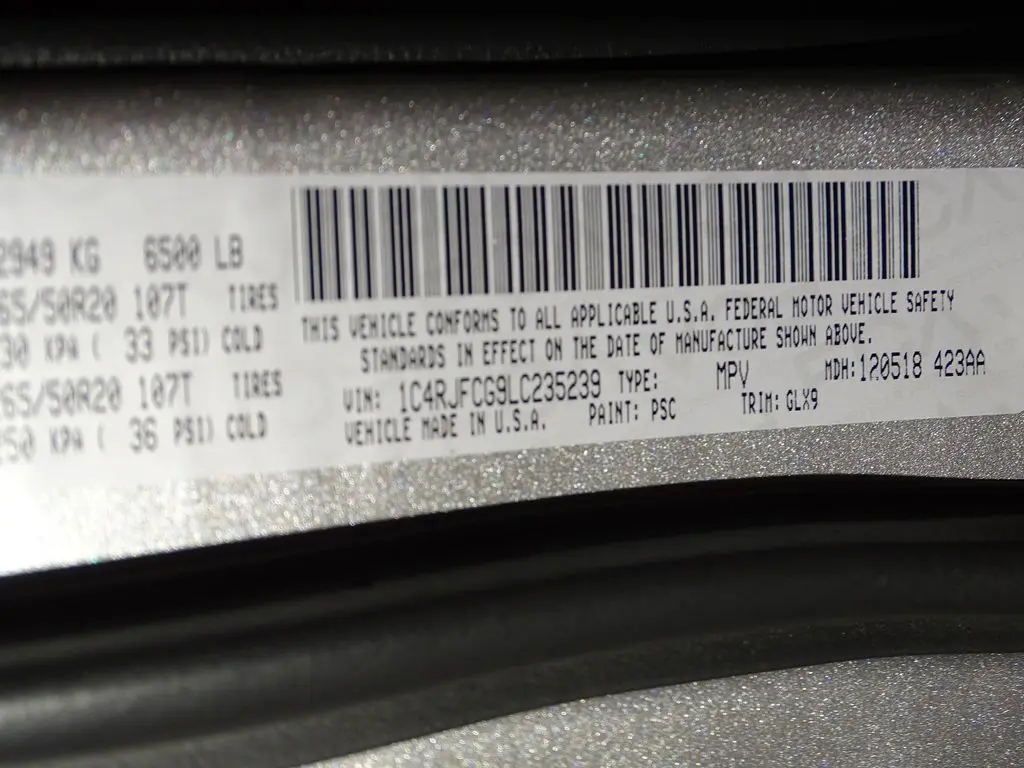 2949 KG 6500 LB
65/50R20 107T TIRES
30 KPA ( 33 PSI) COLD
65/50R20 107T TIRES
250 KPA ( 36 PSI) COLD
THIS VEHICLE CONFORMS TO ALL APPLICABLE U.S.A. FEDERAL MOTOR VEHICLE SAFETY
STANDARDS IN EFFECT ON THE DATE OF MANUFACTURE SHOWN ABOVE.
VIN: 1C4RJFCG9LC235239 TYPE: MPV MDH:120518 423AA
VEHICLE MADE IN U.S.A. PAINT: PSC TRIM: GLX9